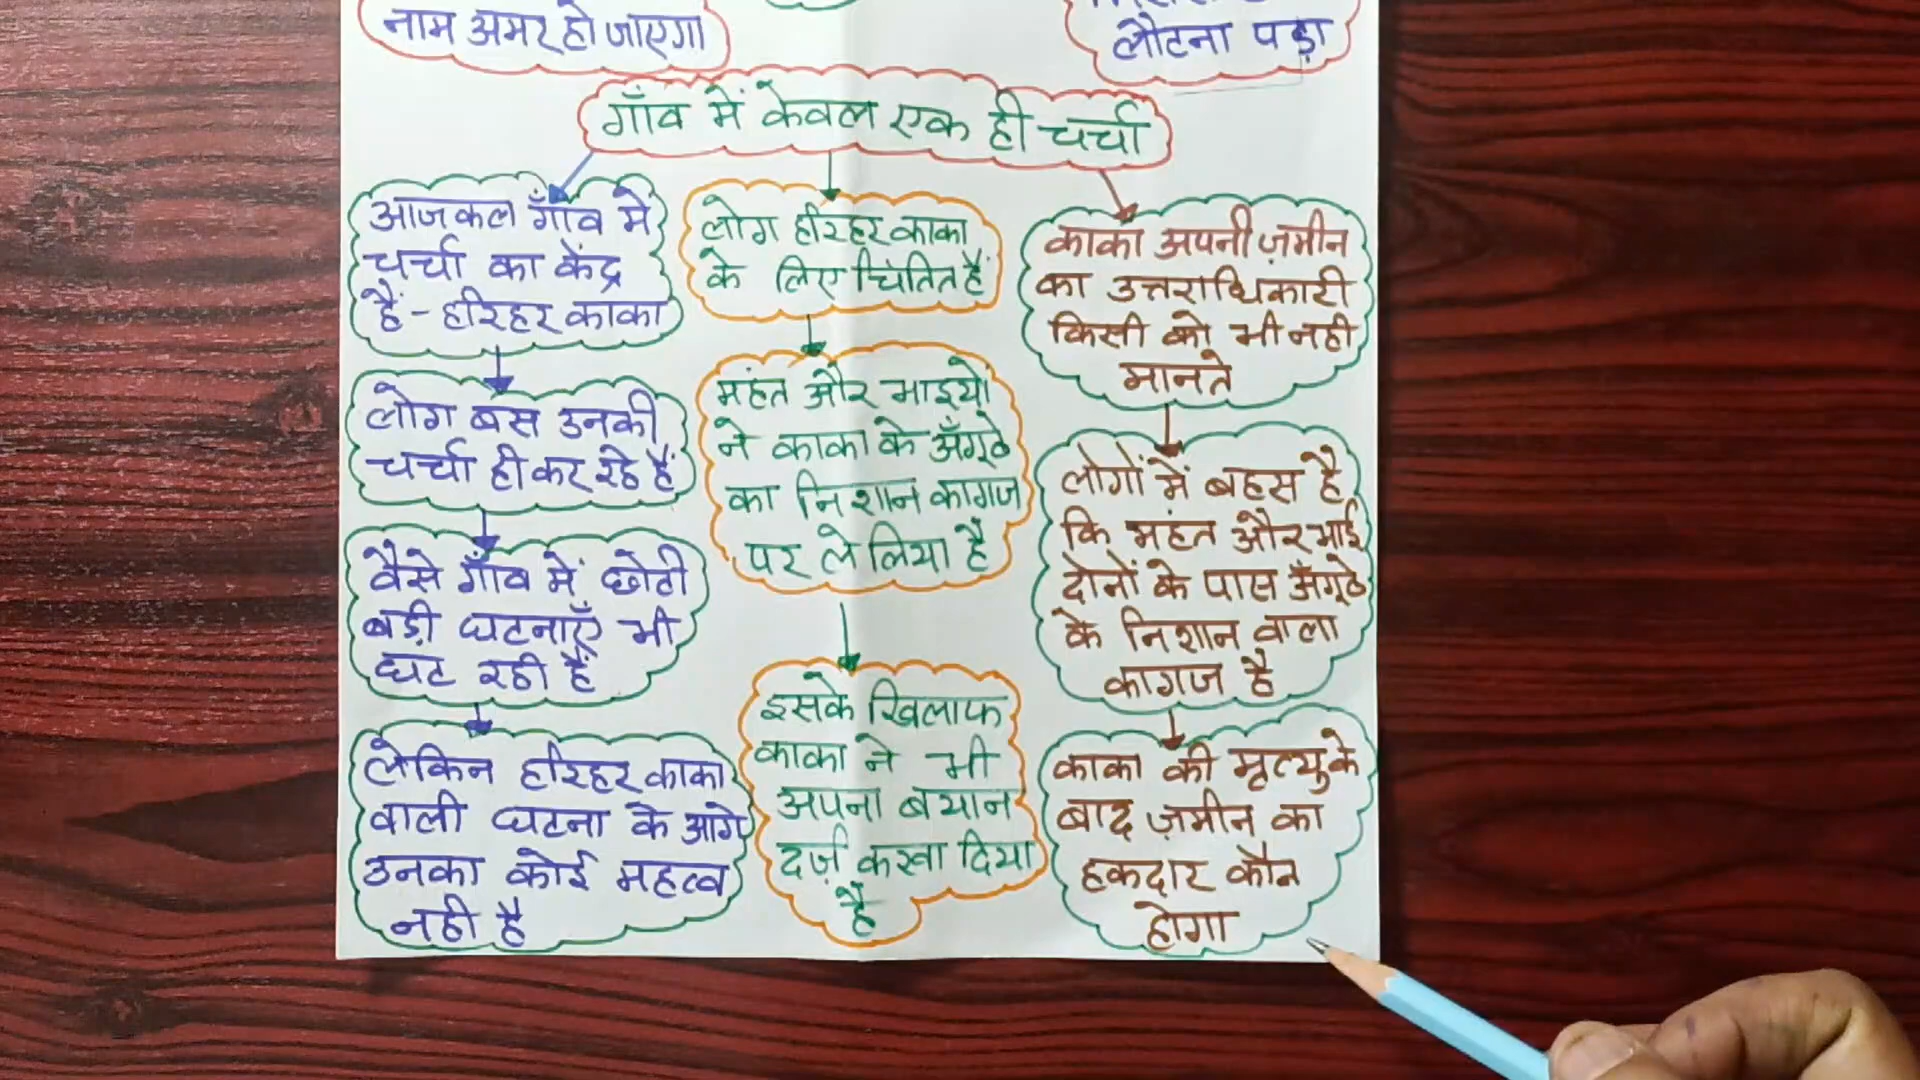 नाम अमर हो जाएगा
लौटना पड़ा
गाँव में केवल एक ही चर्चा
आजकल गाँव में
चर्चा का केंद्र
हैं - हरिहर काका
लोग बस उनकी
चर्चा ही कर रहे हैं
वैसे गाँव में छोटी
बड़ी घटनाएँ भी
घट रही हैं
लेकिन हरिहर काका
वाली घटना के आगे
उनका कोई महत्व
नही है
लोग हरिहर काका
के लिए चिंतित हैं
महंत और भाइयों
ने काका के अँगूठे
का निशान कागज
पर ले लिया है
इसके खिलाफ
काका ने भी
अपना बयान
दर्ज़ करवा दिया
है
काका अपनी ज़मीन
का उत्तराधिकारी
किसी को भी नही
मानते
लोगों में बहस है
कि महंत और भाई
दोनों के पास अँगूठे
के निशान वाला
कागज है
काका की मृत्यु के
बाद ज़मीन का
हकदार कौन
होगा